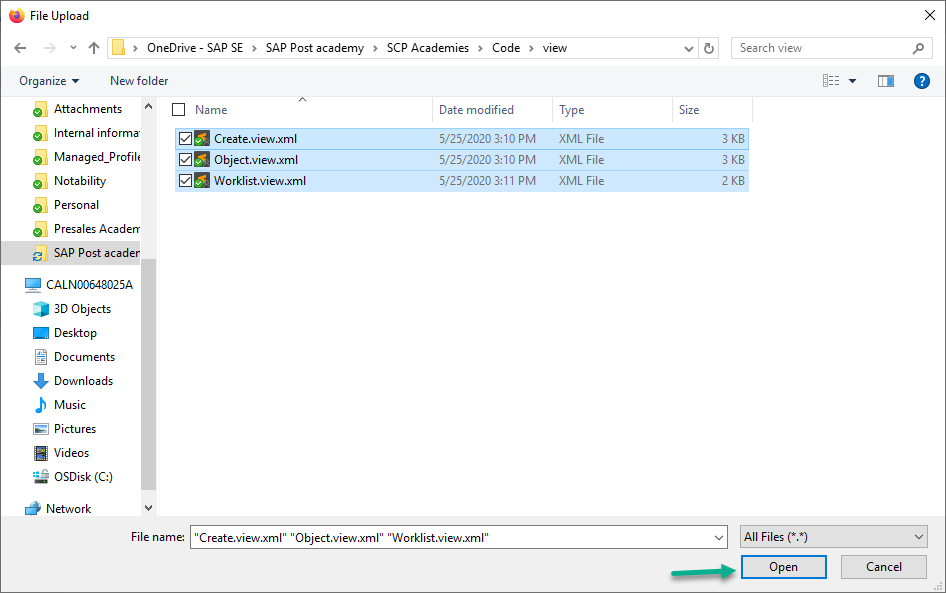 File Upload
OneDrive - SAP SE > SAP Post academy > SCP Academies > Code > view
Search view
Organize
New folder
?
Attachments
Internal informa
Managed_Profile
Notability
Personal
Presales Academ
SAP Post acader
CALN00648025A
3D Objects
Desktop
Documents
Downloads
Music
Pictures
Videos
OSDisk (C:)
Network
Name Date modified Type Size
Create.view.xml 5/25/2020 3:10 PM XML File 3 KB
Object.view.xml 5/25/2020 3:10 PM XML File 3 KB
Worklist.view.xml 5/25/2020 3:11 PM XML File 2 KB
File name: "Create.view.xml" "Object.view.xml" "Worklist.view.xml" All Files (*.*)
Open Cancel